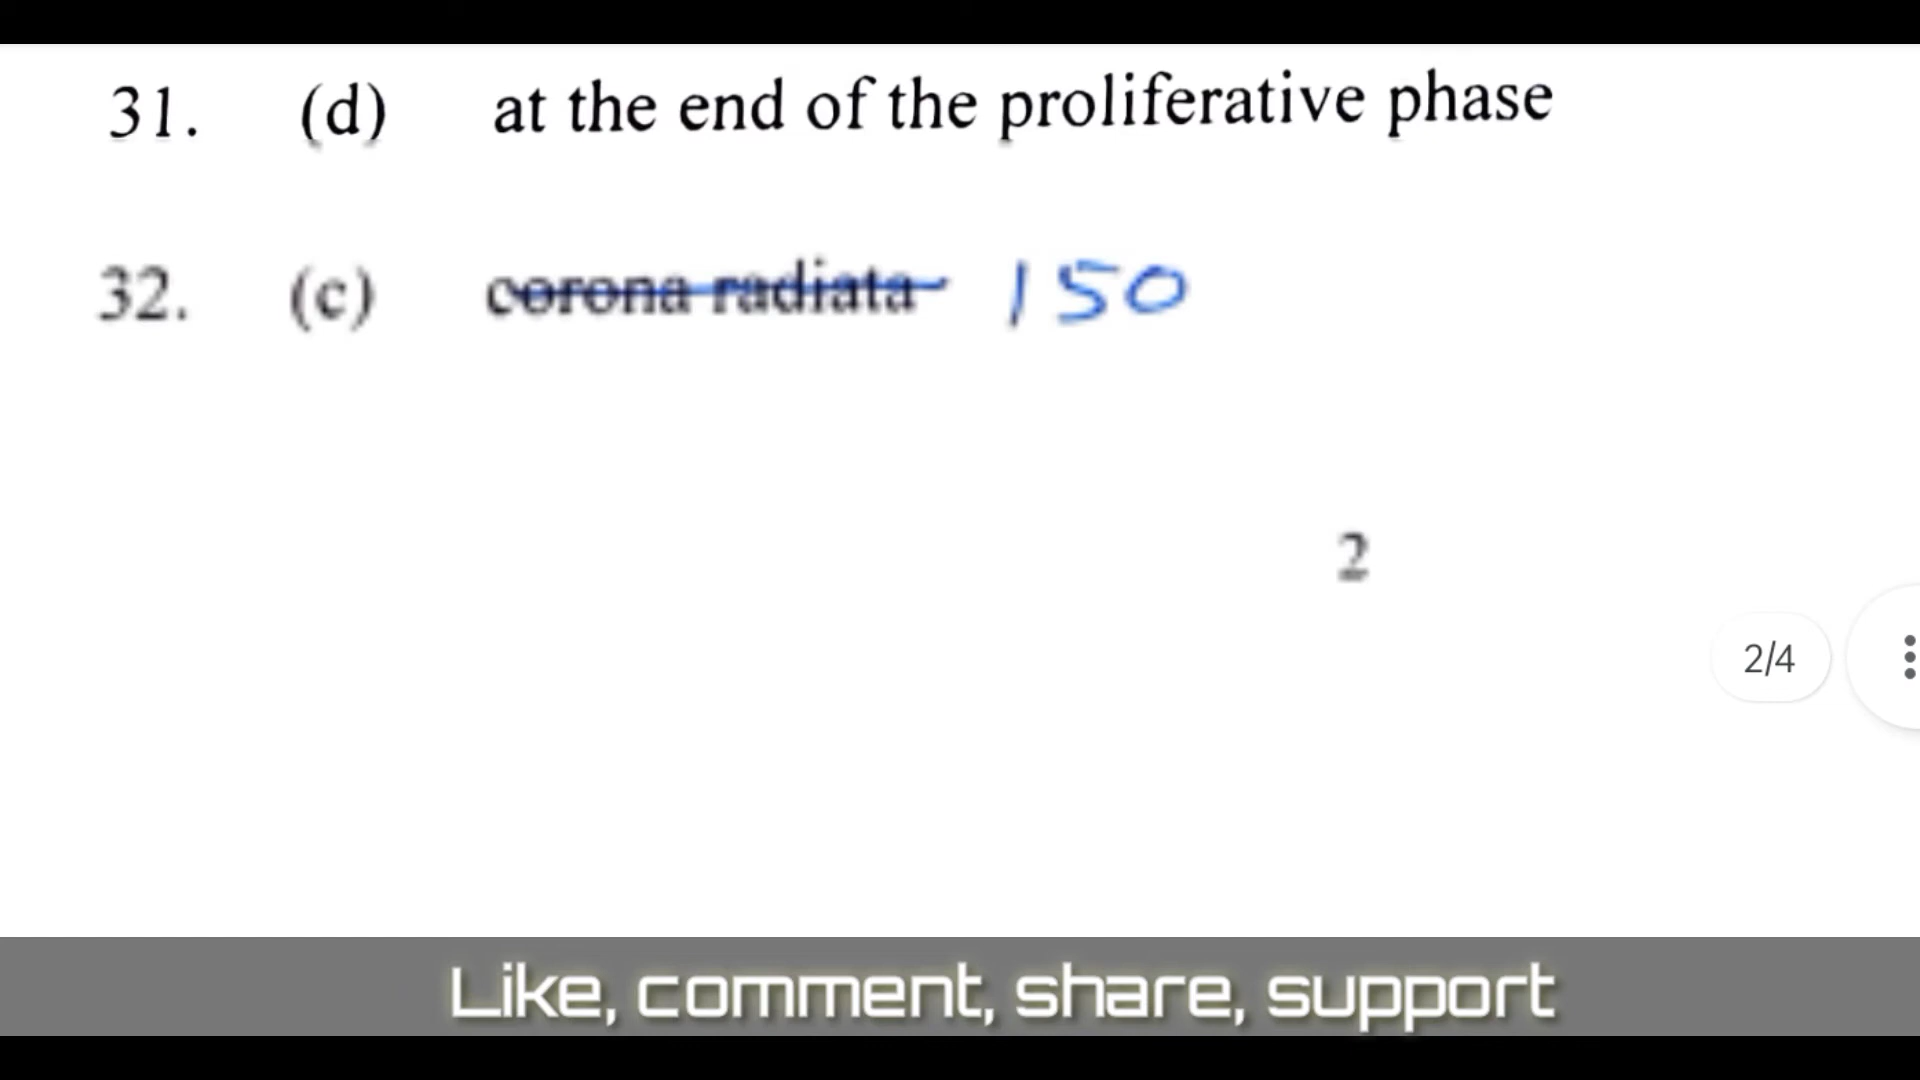 31. (d) at the end of the proliferative phase
32. (c) corona radiata 150
2
2/4
Like, comment, share, support